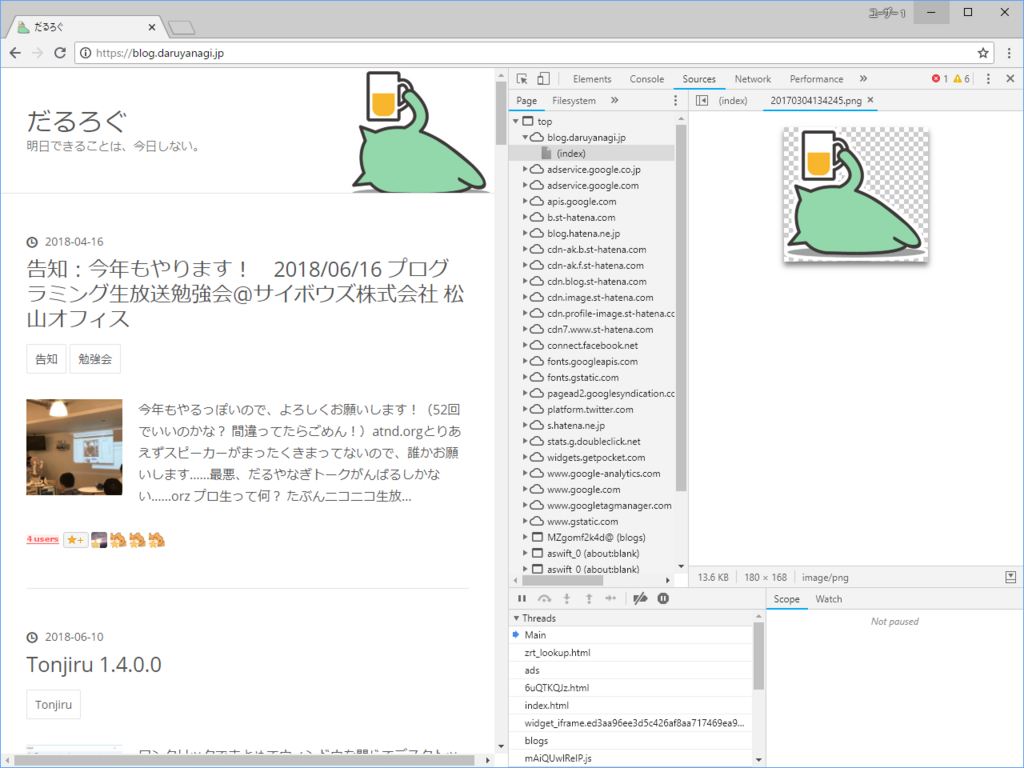 ユーザー 1
だるろぐ
https://blog.daruyanagi.jp
だるろぐ
明日できることは、今日しない。
2018-04-16
告知：今年もやります！　2018/06/16 プログ
ラミング生放送勉強会@サイボウズ株式会社 松
山オフィス
告知 勉強会
今年もやるっぽいので、よろしくお願いします！（52回
でいいのかな？ 間違ってたらごめん！）atnd.orgとりあ
えずスピーカーがまったくきまってないので、誰かお願
いします……最悪、だるやなぎトークがんばるしかな
い……orz プロ生って何？ たぶんニコニコ生放...
4 users
2018-06-10
Tonjiru 1.4.0.0
Tonjiru
Elements Console Sources Network Performance » 1 6
Page Filesystem »
(index) 20170304134245.png
top
blog.daruyanagi.jp
(index)
adservice.google.co.jp
adservice.google.com
apis.google.com
b.st-hatena.com
blog.hatena.ne.jp
cdn-ak.b.st-hatena.com
cdn-ak.f.st-hatena.com
cdn.blog.st-hatena.com
cdn.image.st-hatena.com
cdn.profile-image.st-hatena.cc
cdn7.www.st-hatena.com
connect.facebook.net
fonts.googleapis.com
fonts.gstatic.com
pagead2.googlesyndication.cc
platform.twitter.com
s.hatena.ne.jp
stats.g.doubleclick.net
widgets.getpocket.com
www.google-analytics.com
www.google.com
www.googletagmanager.com
www.gstatic.com
MZgomf2k4d@ (blogs)
aswift_0 (about:blank)
aswift_0 (about:blank)
13.6 KB 180 × 168 image/png
Threads
Main
zrt_lookup.html
ads
6uQTKQJz.html
index.html
widget_iframe.ed3aa96ee3d5c426af8aa717469ea9...
blogs
mAiQUwlReIP.js
Scope Watch
Not paused